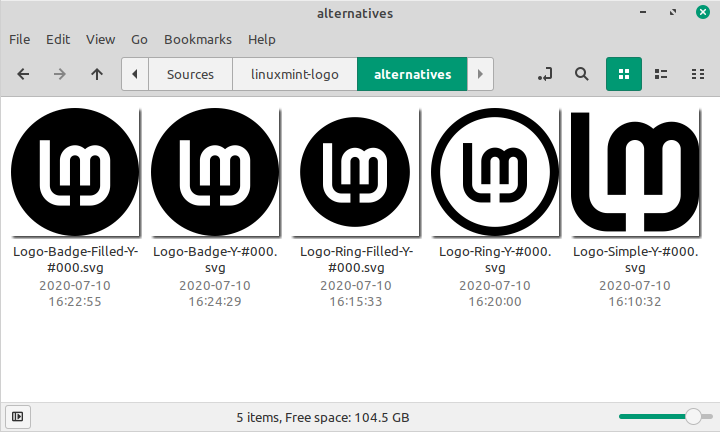 alternatives
File Edit View Go Bookmarks Help
Sources linuxmint-logo alternatives
Logo-Badge-Filled-Y-
#000.svg
2020-07-10
16:22:55
Logo-Badge-Y-#000.
svg
2020-07-10
16:24:29
Logo-Ring-Filled-Y-
#000.svg
2020-07-10
16:15:33
Logo-Ring-Y-#000.
svg
2020-07-10
16:20:00
Logo-Simple-Y-#000.
svg
2020-07-10
16:10:32
5 items, Free space: 104.5 GB